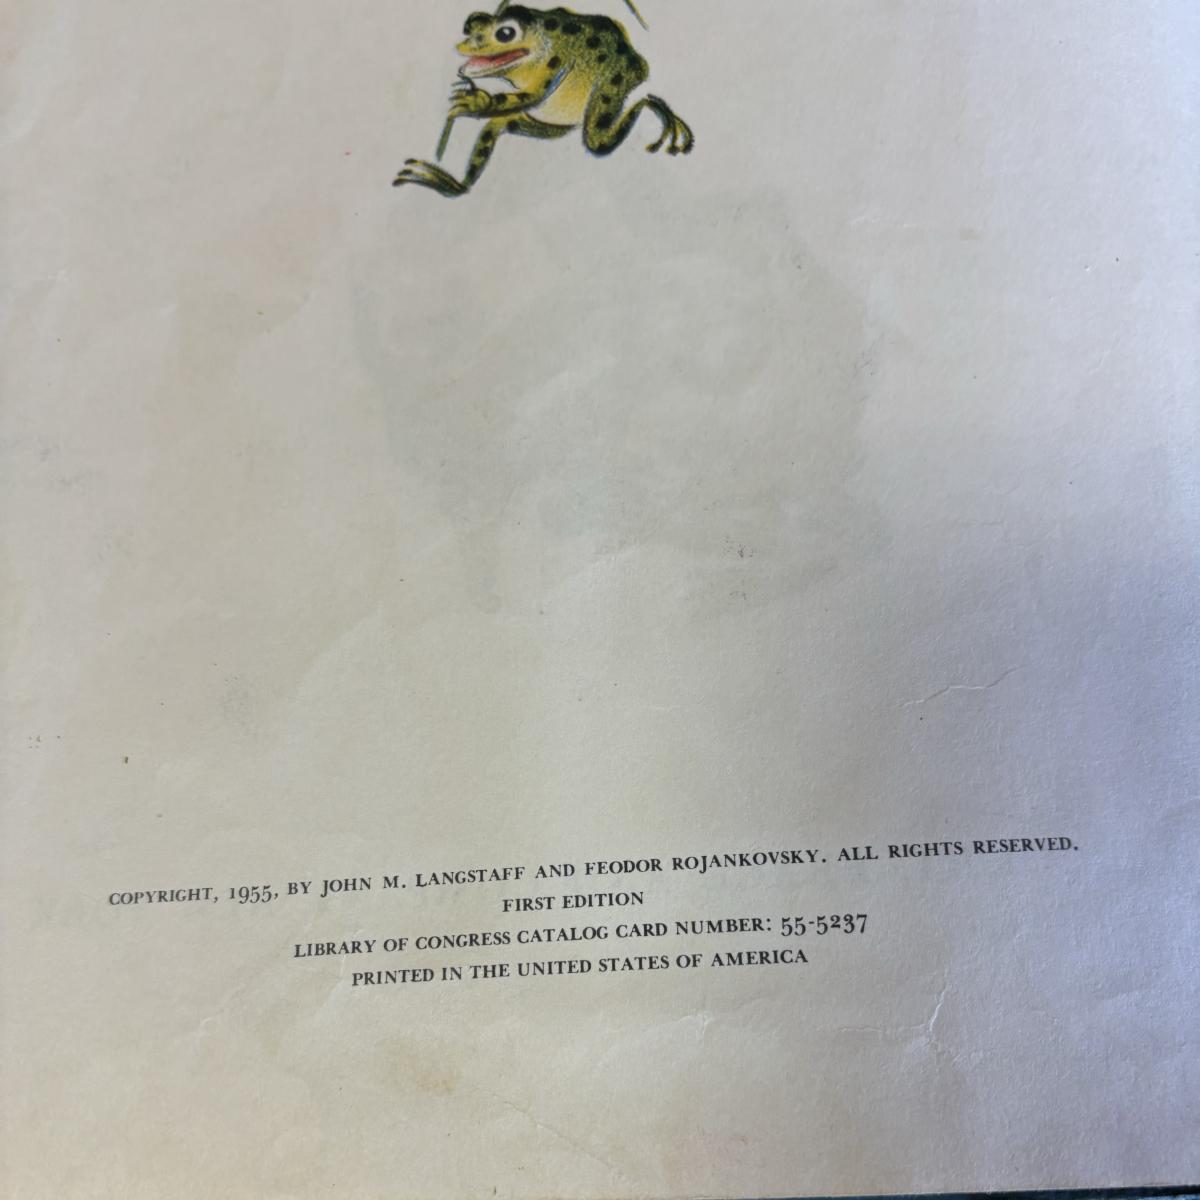 COPYRIGHT, 1955, BY JOHN M. LANGSTAFF AND FEODOR ROJANKOVSKY. ALL RIGHTS RESERVED.
FIRST EDITION
LIBRARY OF CONGRESS CATALOG CARD NUMBER: 55-5237
PRINTED IN THE UNITED STATES OF AMERICA